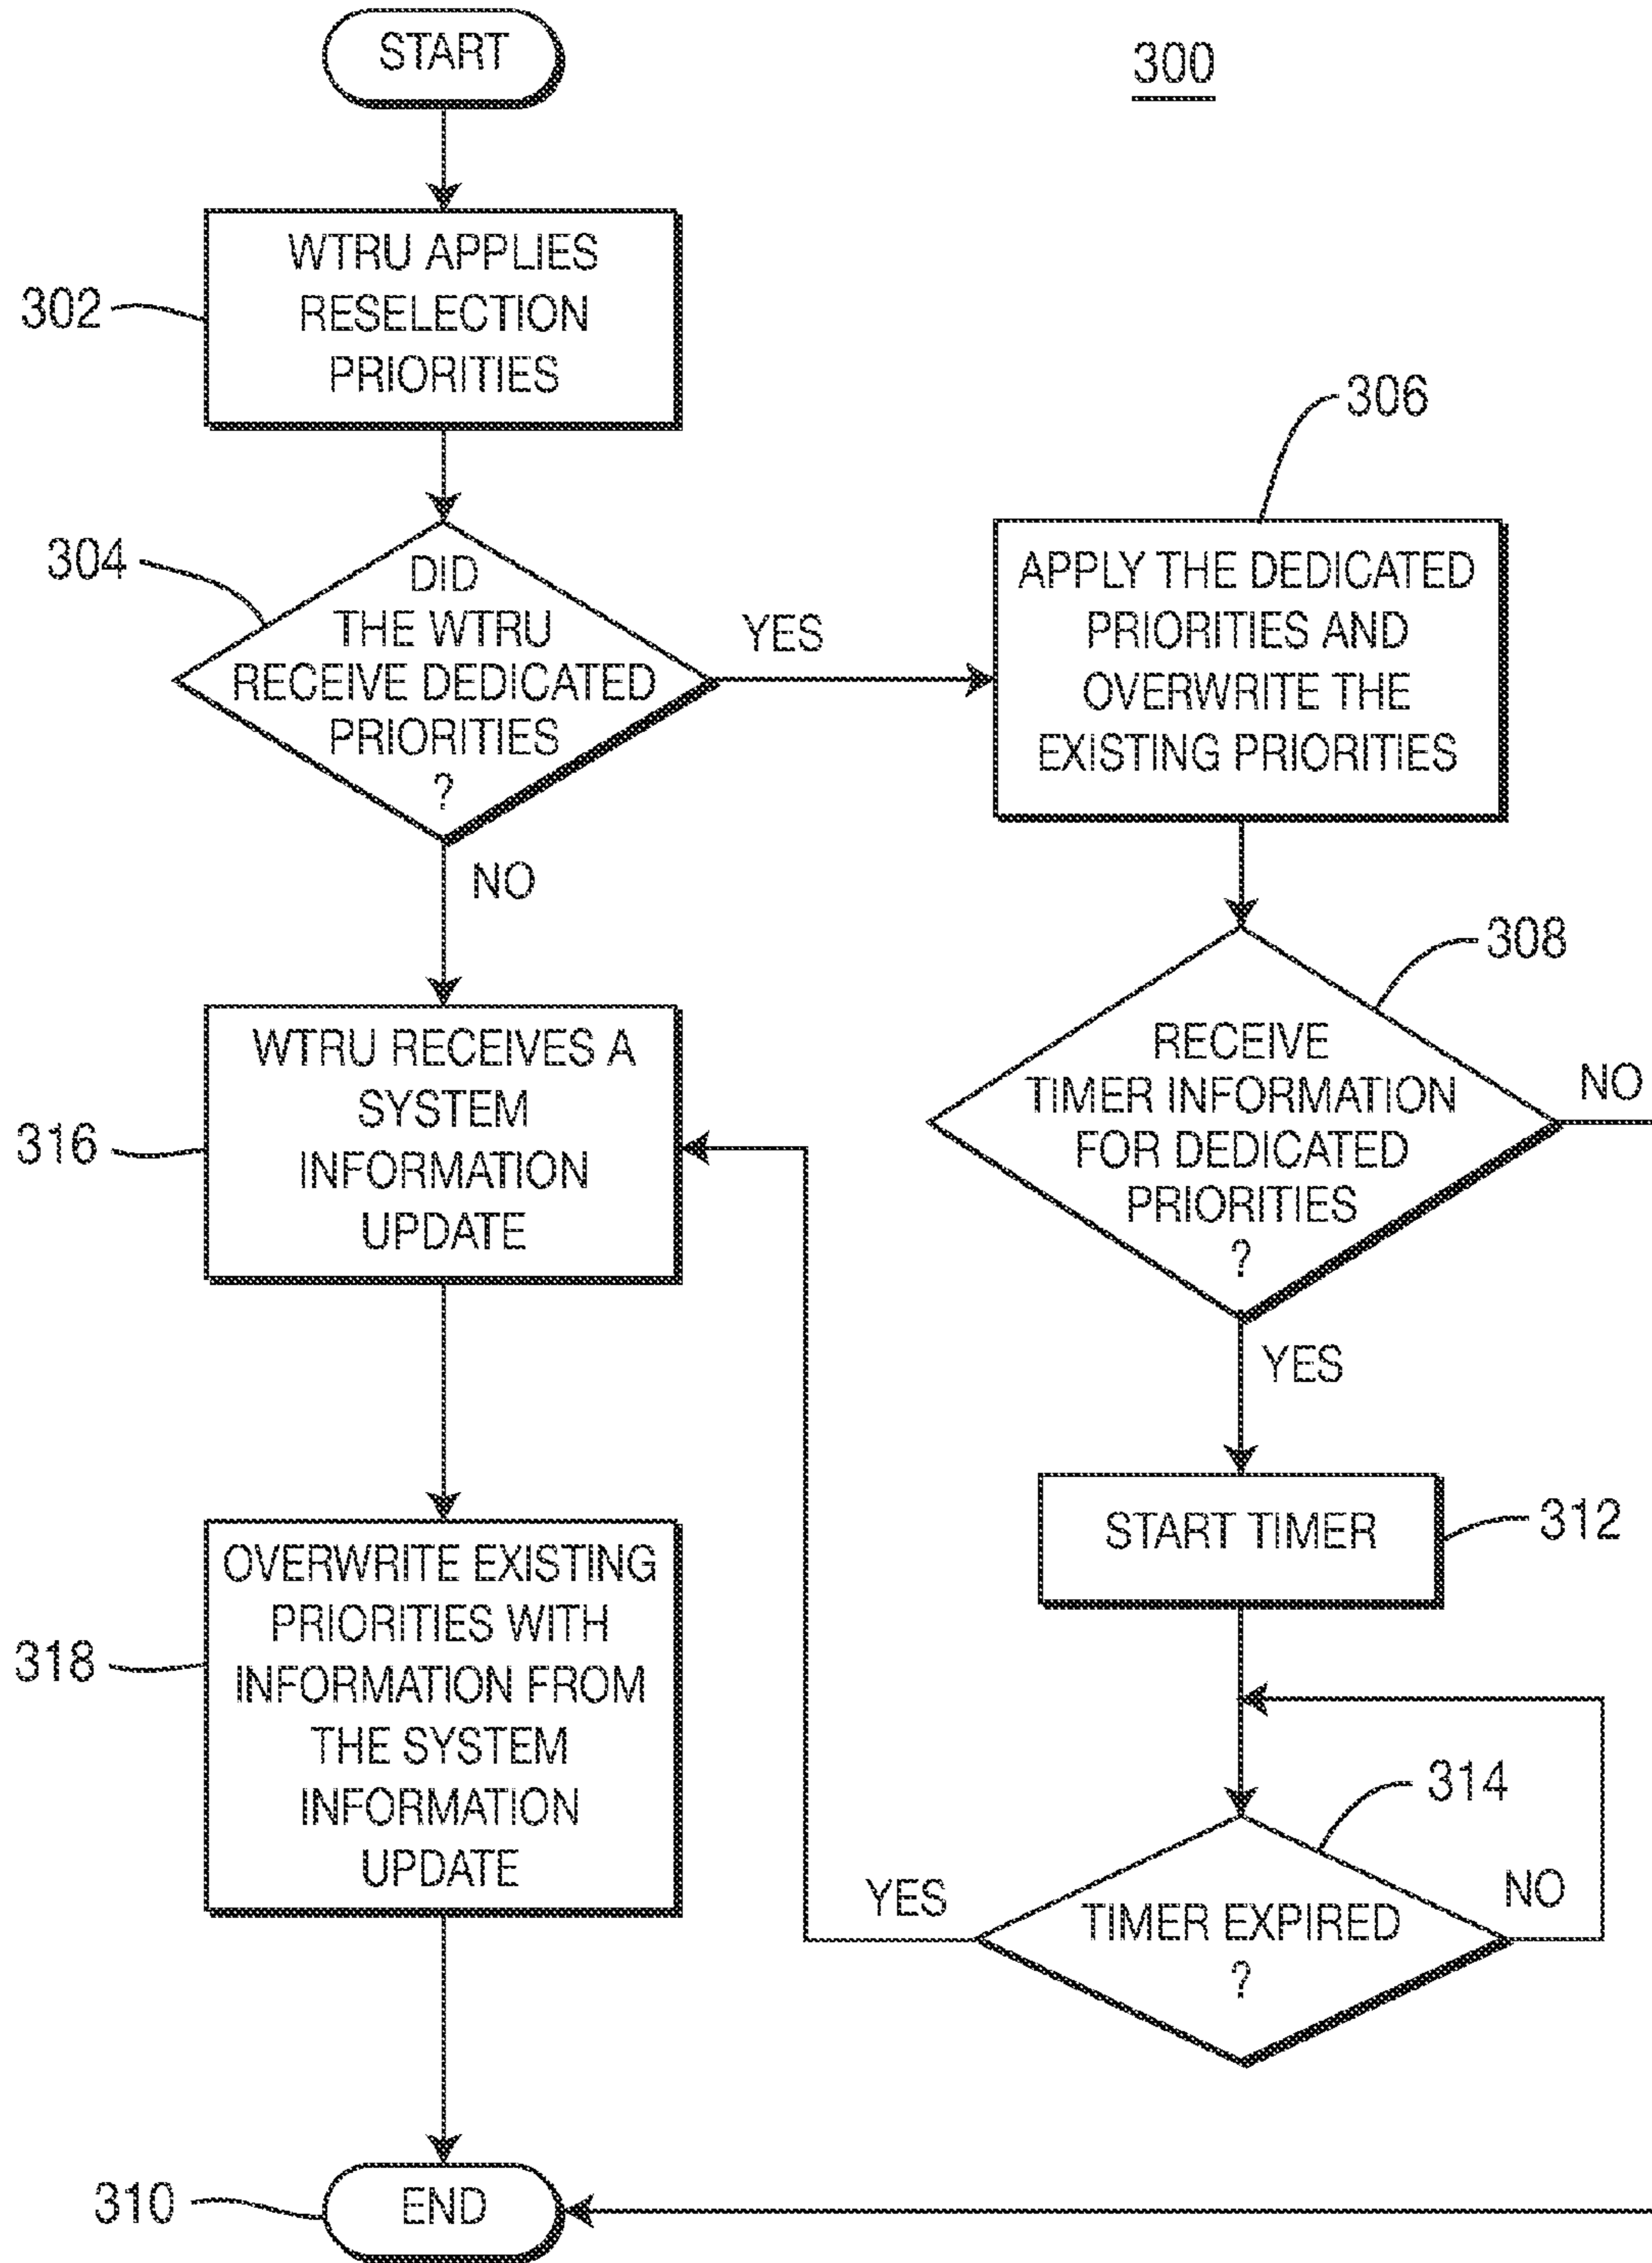 START
300
WTRU APPLIES
RESELECTION
PRIORITIES
302
304
DID
THE WTRU
RECEIVE DEDICATED
PRIORITIES
?
YES
NO
306
APPLY THE DEDICATED
PRIORITIES AND
OVERWRITE THE
EXISTING PRIORITIES
308
RECEIVE
TIMER INFORMATION
FOR DEDICATED
PRIORITIES
?
NO
YES
316
WTRU RECEIVES A
SYSTEM
INFORMATION
UPDATE
START TIMER
312
318
OVERWRITE EXISTING
PRIORITIES WITH
INFORMATION FROM
THE SYSTEM
INFORMATION
UPDATE
314
YES
TIMER EXPIRED
?
NO
310
END